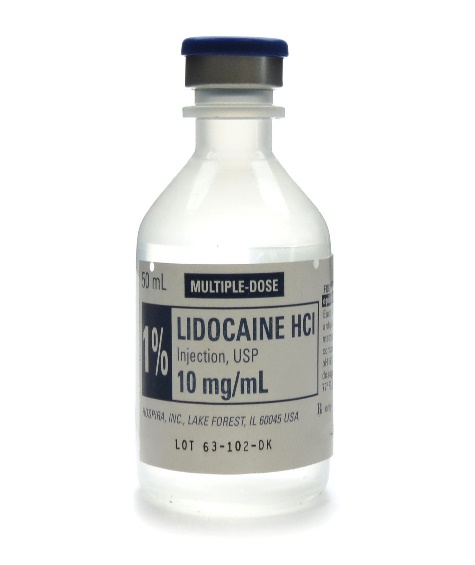 50 mL
MULTIPLE-DOSE
1%
LIDOCAINE HCl
Injection, USP
10 mg/mL
HOSPIRA, INC., LAKE FOREST, IL 60045 USA
LOT 63-102-DK